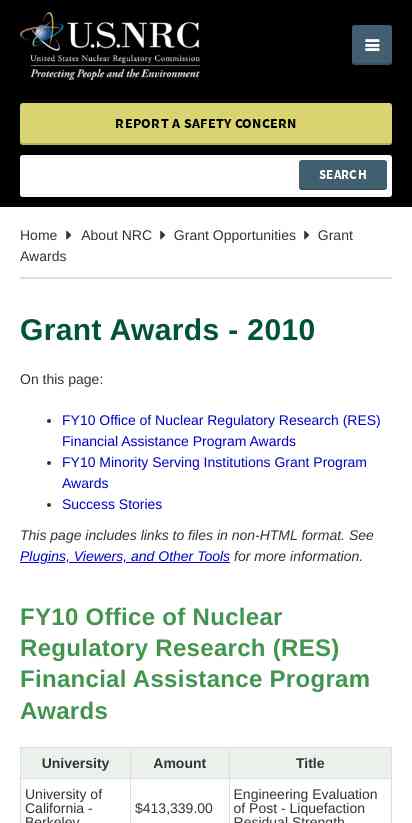 U.S.NRC
United States Nuclear Regulatory Commission
Protecting People and the Environment
REPORT A SAFETY CONCERN
SEARCH
Home About NRC Grant Opportunities Grant
Awards
Grant Awards - 2010
On this page:
• FY10 Office of Nuclear Regulatory Research (RES)
Financial Assistance Program Awards
• FY10 Minority Serving Institutions Grant Program
Awards
• Success Stories
This page includes links to files in non-HTML format. See
Plugins, Viewers, and Other Tools for more information.
FY10 Office of Nuclear
Regulatory Research (RES)
Financial Assistance Program
Awards
University Amount Title
University of
California -
Berkeley
$413,339.00
Engineering Evaluation
of Post - Liquefaction
Residual Strength